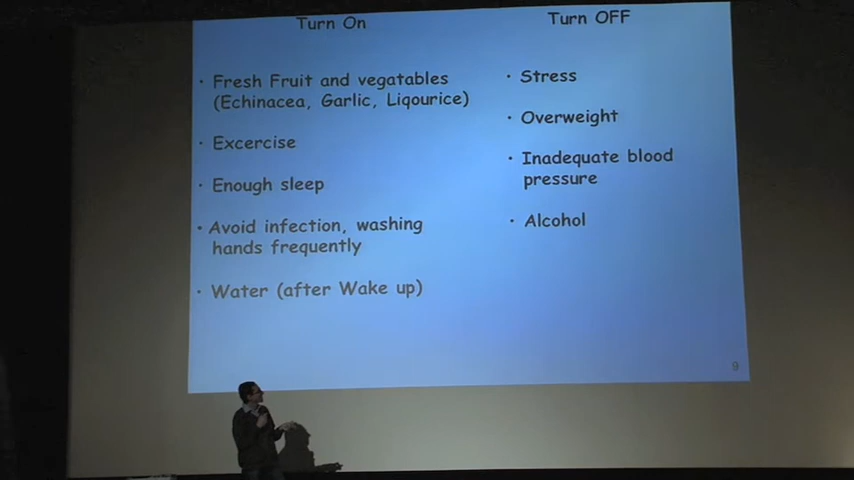 Turn On
· Fresh Fruit and vegatables
(Echinacea, Garlic, Liqourice)
· Excercise
· Enough sleep
· Avoid infection, washing
hands frequently
· Water (after Wake up)
Turn OFF
· Stress
· Overweight
· Inadequate blood
pressure
· Alcohol
9